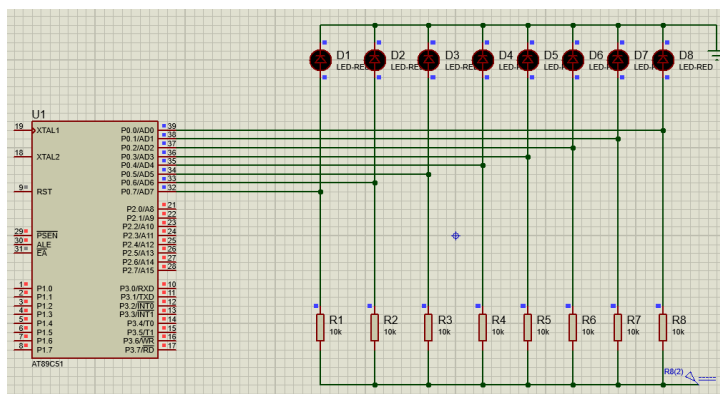 D1 D2 D3 D4 D5 D6 D7 D8
LED-RED LED-RED LED-RED LED-RED LED-RED LED-RED LED-RED LED-RED
U1
19 XTAL1 P0.0/AD0 39
P0.1/AD1 38
P0.2/AD2 37
18 XTAL2 P0.3/AD3 36
P0.4/AD4 35
P0.5/AD5 34
P0.6/AD6 33
9 RST P0.7/AD7 32
P2.0/A8 21
P2.1/A9 22
P2.2/A10 23
29 PSEN P2.3/A11 24
30 ALE P2.4/A12 25
31 EA P2.5/A13 26
P2.6/A14 27
P2.7/A15 28
1 P1.0 P3.0/RXD 10
2 P1.1 P3.1/TXD 11
3 P1.2 P3.2/INT0 12
4 P1.3 P3.3/INT1 13
5 P1.4 P3.4/T0 14
6 P1.5 P3.5/T1 15
7 P1.6 P3.6/WR 16
8 P1.7 P3.7/RD 17
AT89C51
R1 R2 R3 R4 R5 R6 R7 R8
10k 10k 10k 10k 10k 10k 10k 10k
R8(2)